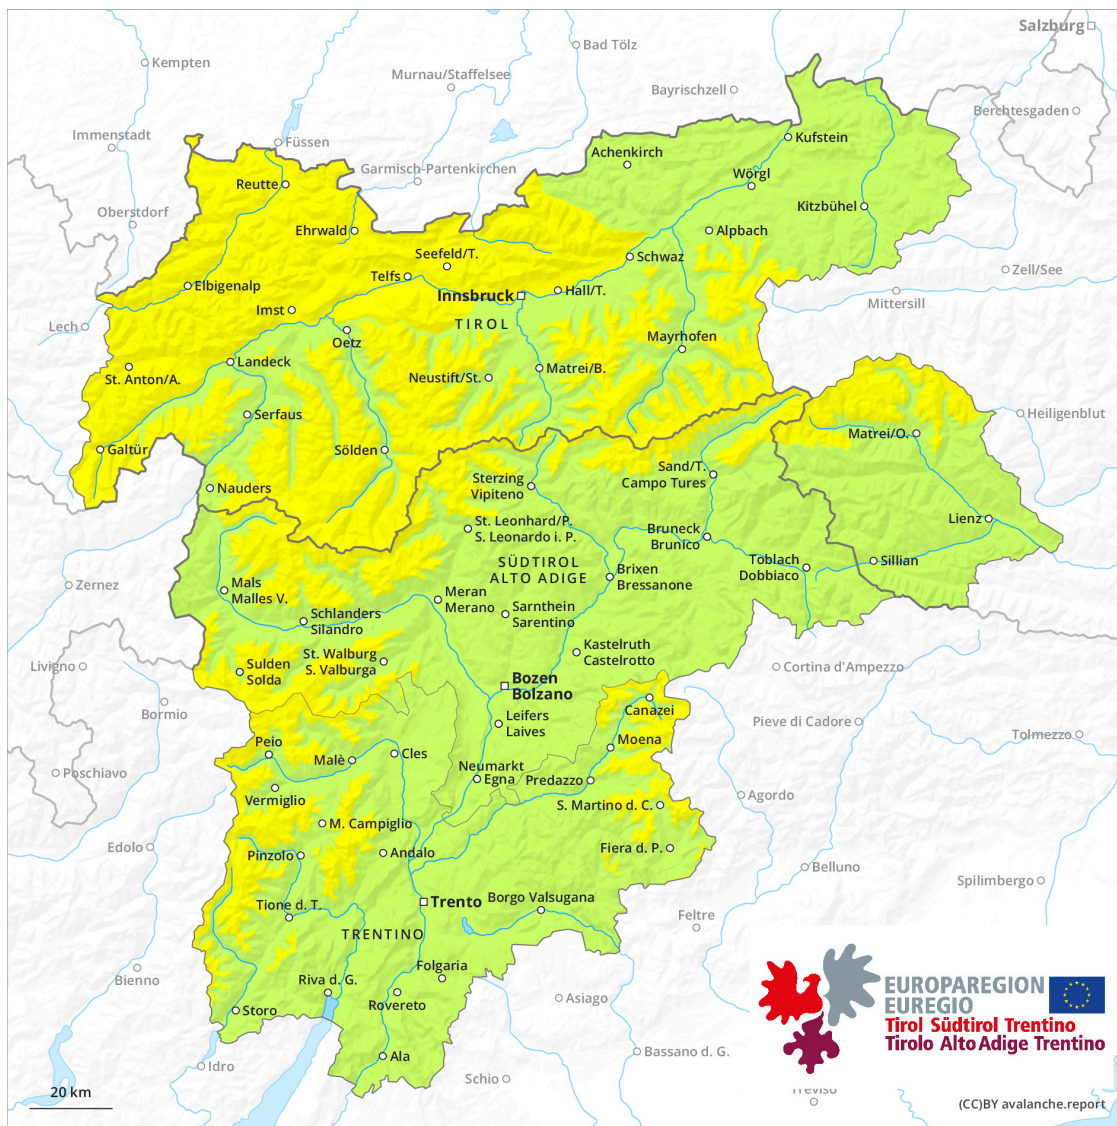 Salzburg
Bad Tölz
Kempten
Murnau/Staffelsee
Bayrischzell
Berchtesgaden
Immenstadt
Füssen
Kufstein
Achenkirch
Garmisch-Partenkirchen
Wörgl
Reutte
Oberstdorf
Kitzbühel
Ehrwald
Alpbach
Seefeld/T.
Schwaz
Zell/See
Telfs
Elbigenalp
Hall/T.
Innsbruck
Mittersill
Imst
TIROL
Lech
Oetz
Mayrhofen
Landeck
Matrei/B.
St. Anton/A.
Neustift/St.
Serfaus
Heiligenblut
Matrei/O.
Galtür
Sölden
Sand/T.
Campo Tures
Sterzing
Vipiteno
Nauders
Lienz
St. Leonhard/P.
S. Leonardo i. P.
Bruneck
Brunico
SÜDTIROL
ALTO ADIGE
Toblach
Dobbiaco
Sillian
Brixen
Bressanone
Zernez
Mals
Malles V.
Meran
Merano
Schlanders
Silandro
Sarnthein
Sarentino
Kastelruth
Castelrotto
St. Walburg
S. Valburga
Livigno
Sulden
Solda
Cortina d'Ampezzo
Bozen
Bolzano
Canazei
Bormio
Leifers
Laives
Pieve di Cadore
Tolmezzo
Peio
Moena
Malè
Cles
Poschiavo
Neumarkt
Egna
Predazzo
Vermiglio
S. Martino d. C.
Agordo
M. Campiglio
Edolo
Pinzolo
Andalo
Fiera d. P.
Belluno
Spilimbergo
Tione d. T.
Trento
Borgo Valsugana
Feltre
TRENTINO
Bienno
Folgaria
Riva d. G.
Rovereto
Asiago
Storo
EUROPAREGION
EUREGIO
Tirol Südtirol Trentino
Tirolo Alto Adige Trentino
Ala
Bassano d. G.
Idro
Schio
Treviso
20 km
(CC)BY avalanche.report